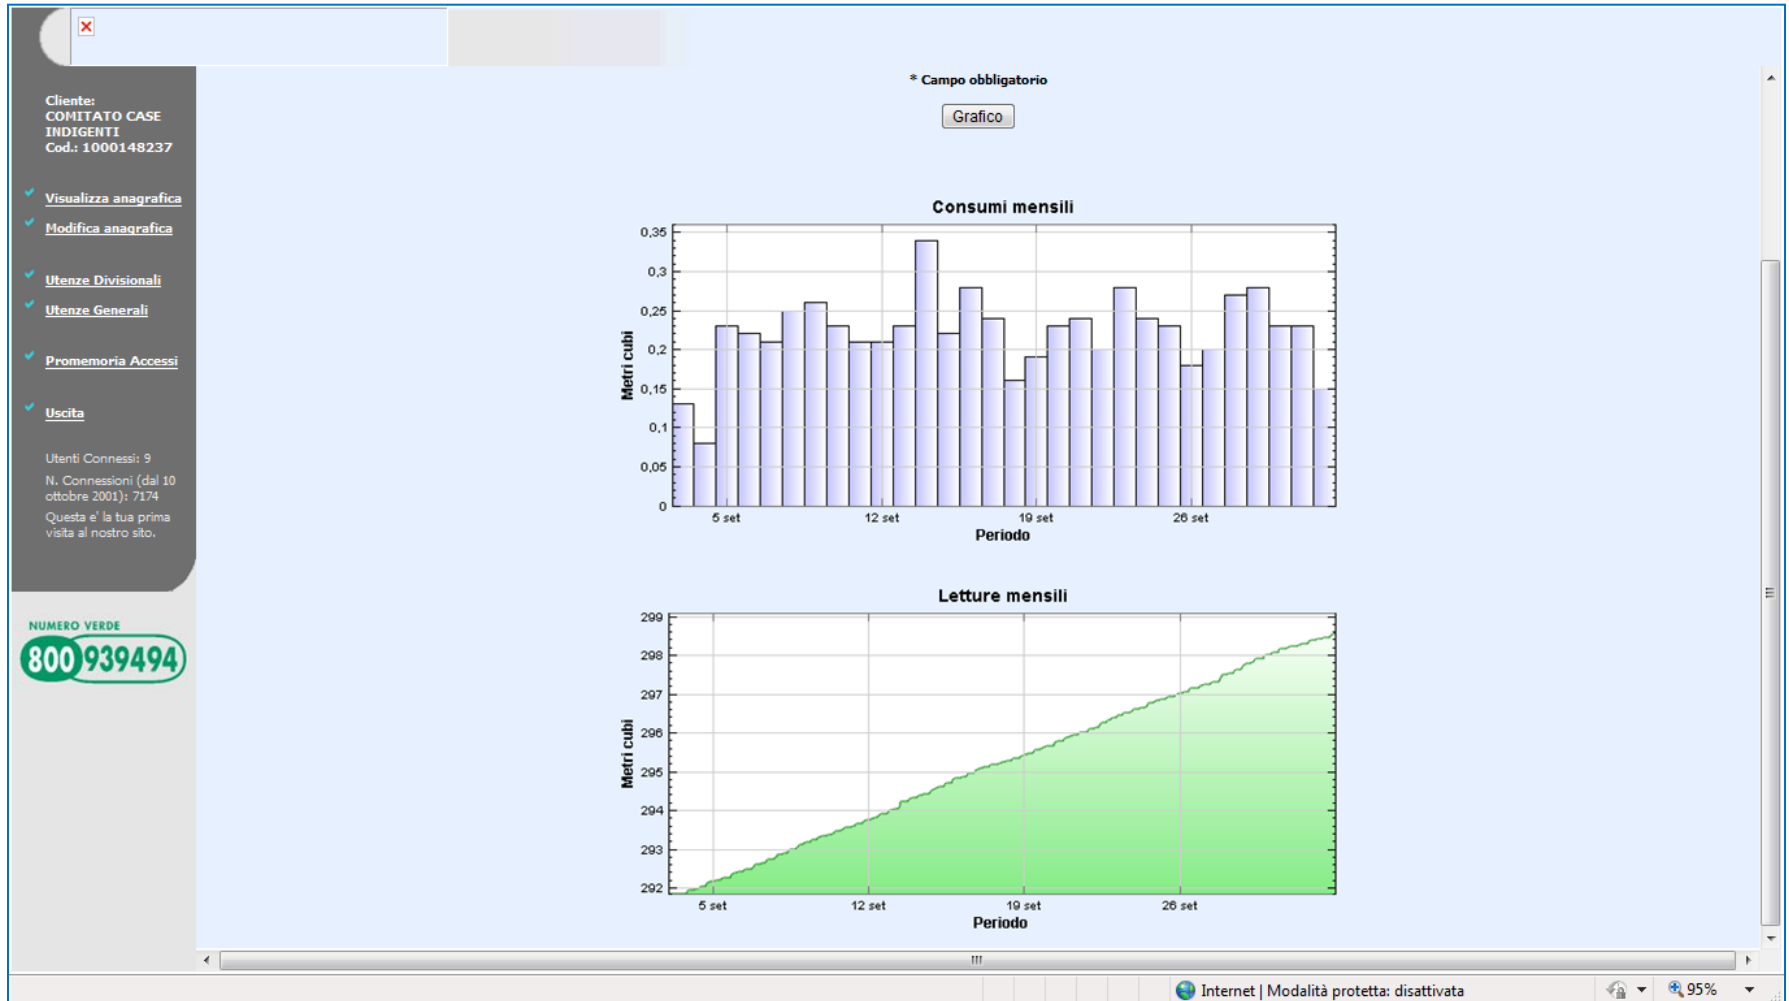 Cliente:
COMITATO CASE
INDIGENTI
Cod.: 1000148237
Visualizza anagrafica
Modifica anagrafica
Utenze Divisionali
Utenze Generali
Promemoria Accessi
Uscita
Utenti Connessi: 9
N. Connessioni (dal 10
ottobre 2001): 7174
Questa e' la tua prima
visita al nostro sito.
NUMERO VERDE
800 939494
* Campo obbligatorio
Grafico
Consumi mensili
Metri cubi
0,35
0,3
0,25
0,2
0,15
0,1
0,05
0
5 set 12 set 19 set 26 set
Periodo
Letture mensili
Metri cubi
299
298
297
296
295
294
293
292
5 set 12 set 19 set 26 set
Periodo
Internet | Modalità protetta: disattivata
95%